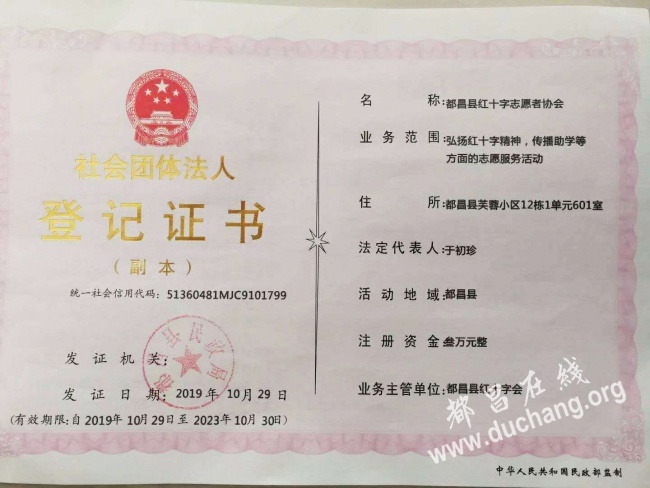 社会团体法人
登记证书
（副本）
统一社会信用代码：51360481MJC9101799
发证机关：
都昌县民政局
发证日期：2019年10月29日
(有效期限：自2019年10月29日至2023年10月30日)
名称：都昌县红十字志愿者协会
业务范围：弘扬红十字精神，传播助学等
方面的志愿服务活动
住所：都昌县芙蓉小区12栋1单元601室
法定代表人：于初珍
活动地域：都昌县
注册资金：叁万元整
业务主管单位：都昌县红十字会
都昌在线
www.duchang.org
中华人民共和国民政部监制